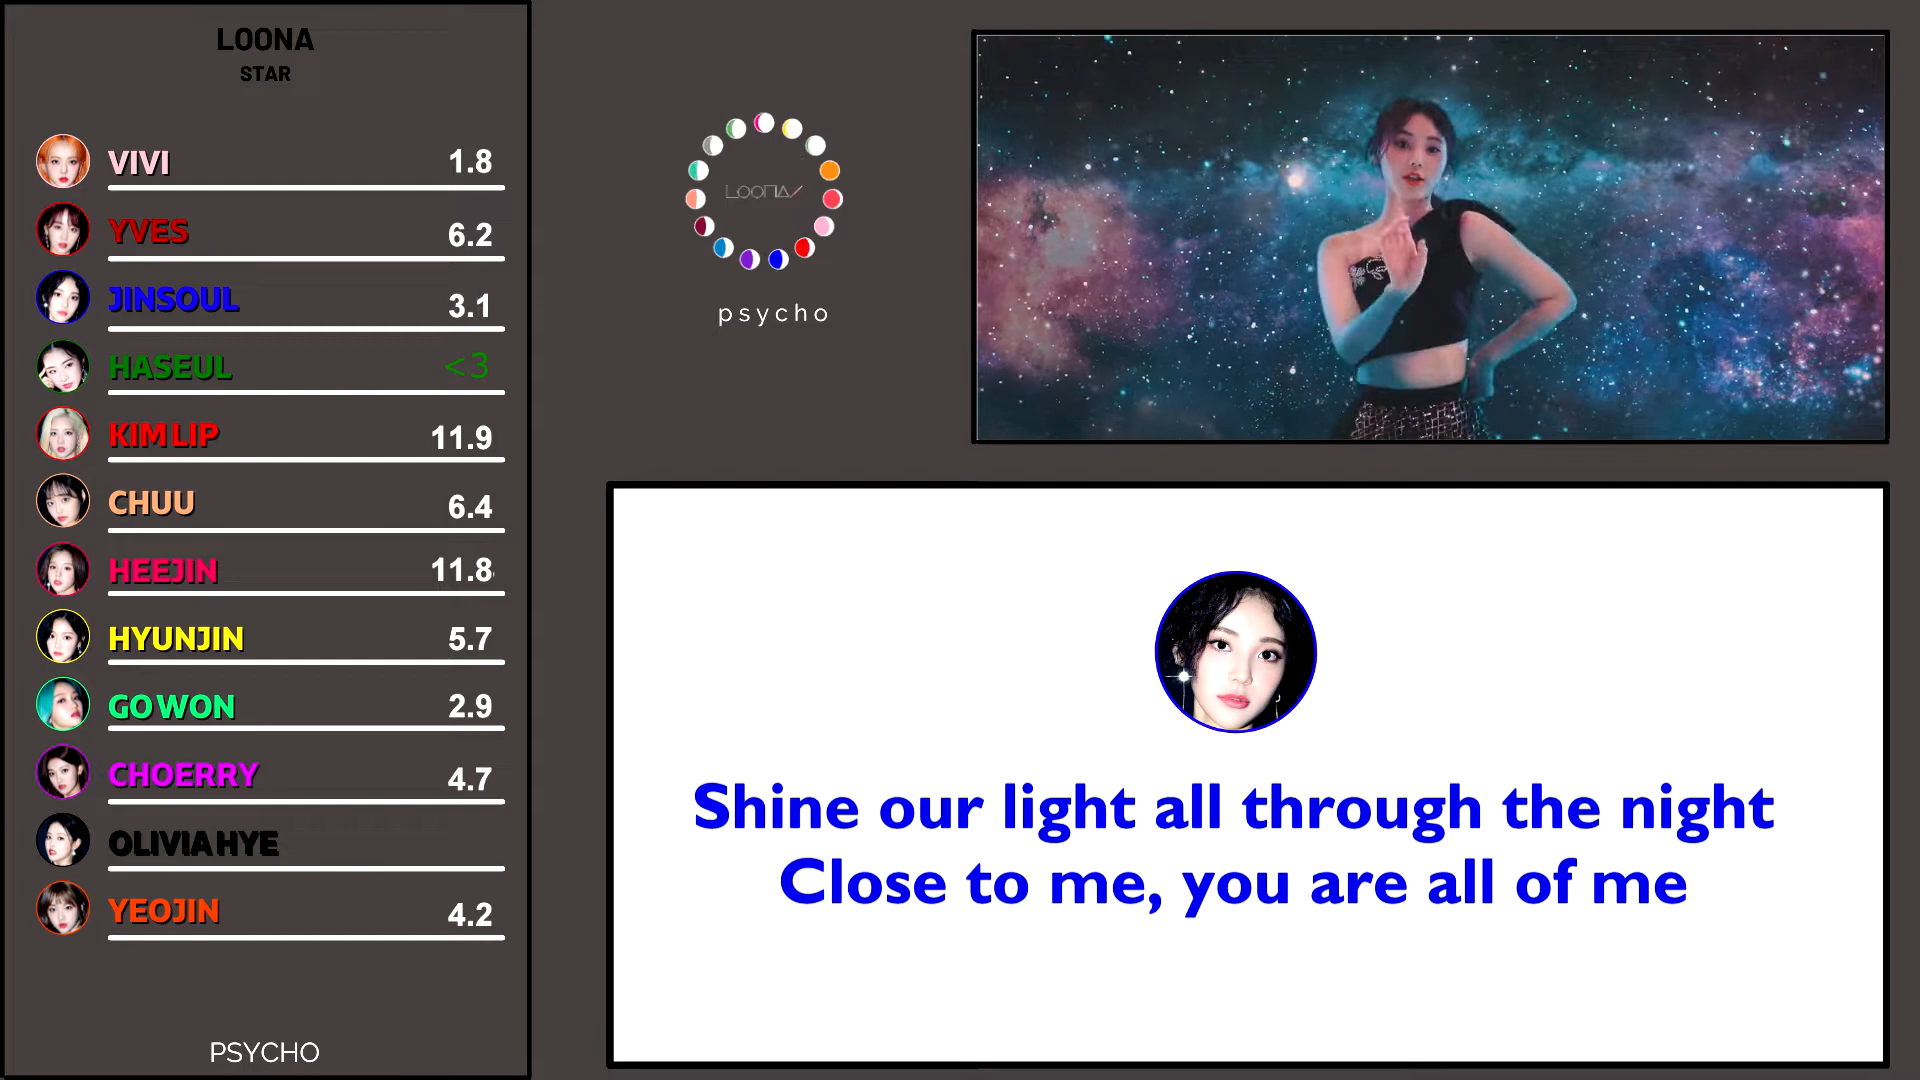 LOONA
STAR
VIVI 1.8
YVES 6.2
JINSOUL 3.1
HASEUL <3
KIM LIP 11.9
CHUU 6.4
HEEJIN 11.8
HYUNJIN 5.7
GO WON 2.9
CHOERRY 4.7
OLIVIA HYE
YEOJIN 4.2
PSYCHO
LOONA
psycho
Shine our light all through the night
Close to me, you are all of me